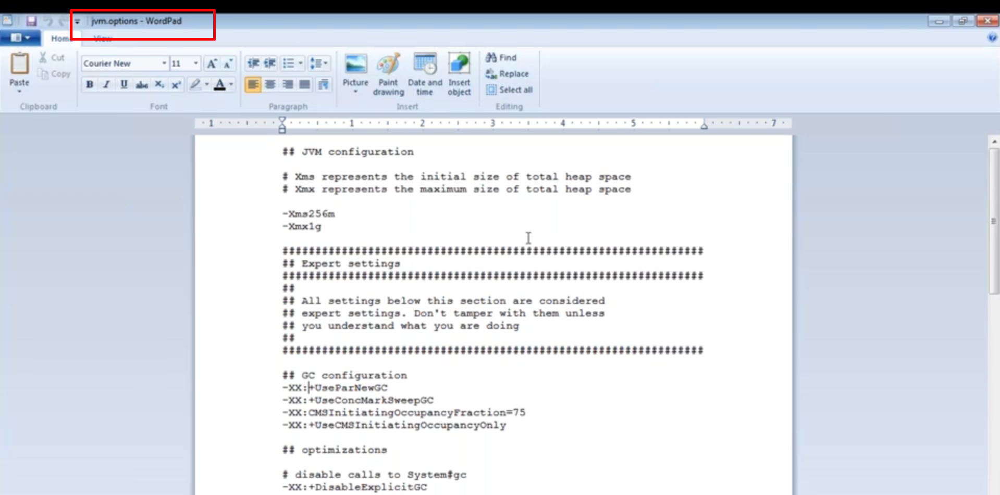 jvm.options - WordPad
Home View
Paste
Cut
Copy
Clipboard
Courier New 11
A A
B I U abc X₂ X² A
Font
Paragraph
Picture
Paint drawing
Date and time
Insert object
Insert
Find
Replace
Select all
Editing
1 1 2 3 4 5 7
## JVM configuration
# Xms represents the initial size of total heap space
# Xmx represents the maximum size of total heap space
-Xms256m
-Xmx1g
################################################################
## Expert settings
################################################################
##
## All settings below this section are considered
## expert settings. Don't tamper with them unless
## you understand what you are doing
##
################################################################
## GC configuration
-XX:+UseParNewGC
-XX:+UseConcMarkSweepGC
-XX:CMSInitiatingOccupancyFraction=75
-XX:+UseCMSInitiatingOccupancyOnly
## optimizations
# disable calls to System#gc
-XX:+DisableExplicitGC